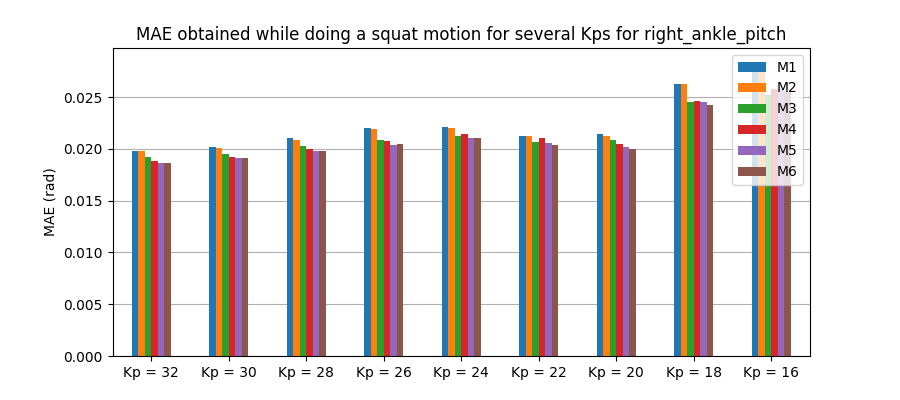 MAE obtained while doing a squat motion for several Kps for right_ankle_pitch
MAE (rad)
0.025
0.020
0.015
0.010
0.005
0.000
Kp = 32
Kp = 30
Kp = 28
Kp = 26
Kp = 24
Kp = 22
Kp = 20
Kp = 18
Kp = 16
M1
M2
M3
M4
M5
M6